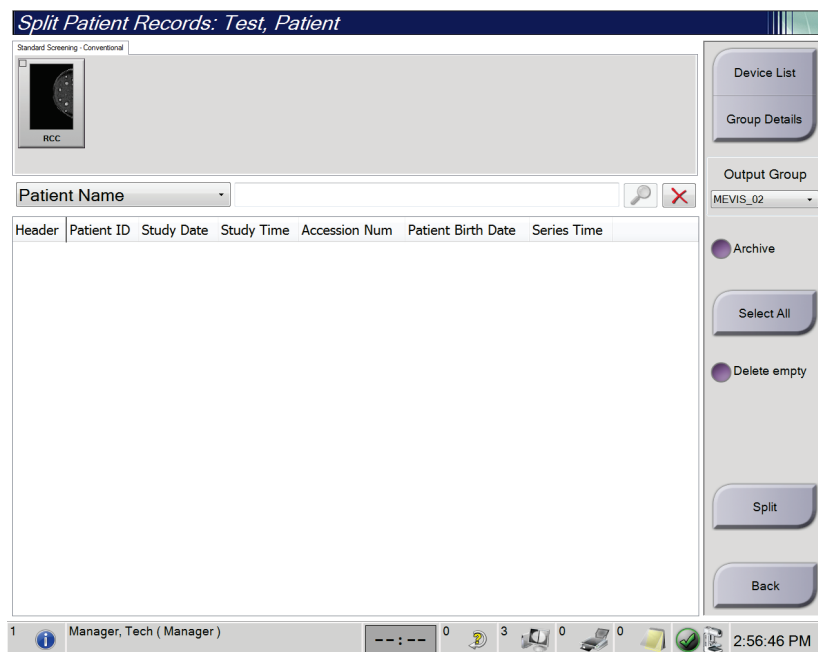 Split Patient Records: Test, Patient
Standard Screening - Conventional
RCC
Patient Name
Header Patient ID Study Date Study Time Accession Num Patient Birth Date Series Time
Device List
Group Details
Output Group
MEVIS_02
Archive
Select All
Delete empty
Split
Back
1 Manager, Tech ( Manager ) --:-- 0 3 0 0 2:56:46 PM